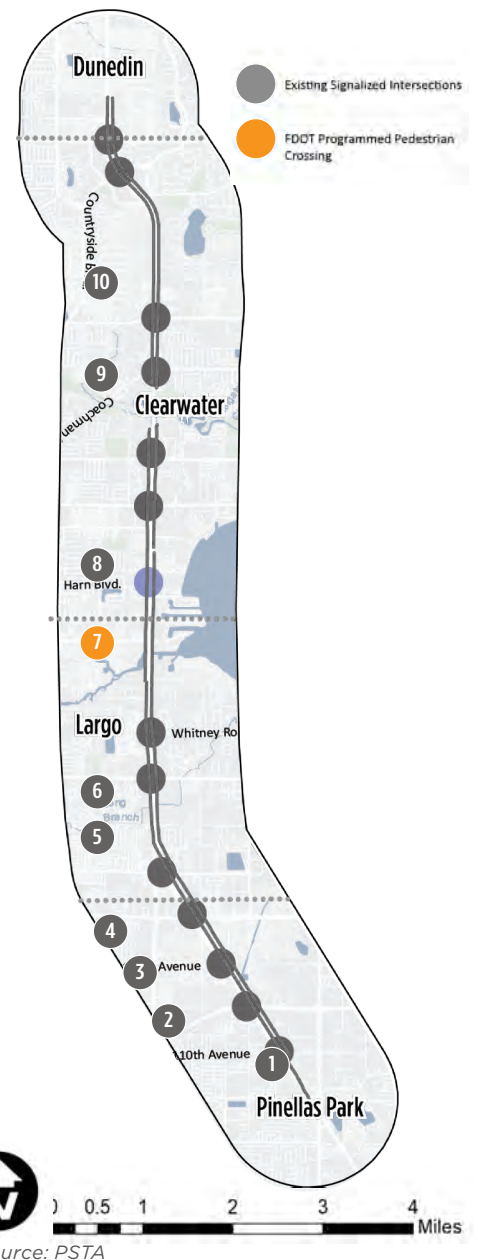 Dunedin
Existing Signalized Intersections
FDOT Programmed Pedestrian
Crossing
Countryside B
10
9
Clearwater
Coachman
8
Harn Blvd.
7
Largo
Whitney Ro
6
Branch
5
4
3
Avenue
2
10th Avenue
1
Pinellas Park
0.5
1
2
3
4
Miles
urce: PSTA